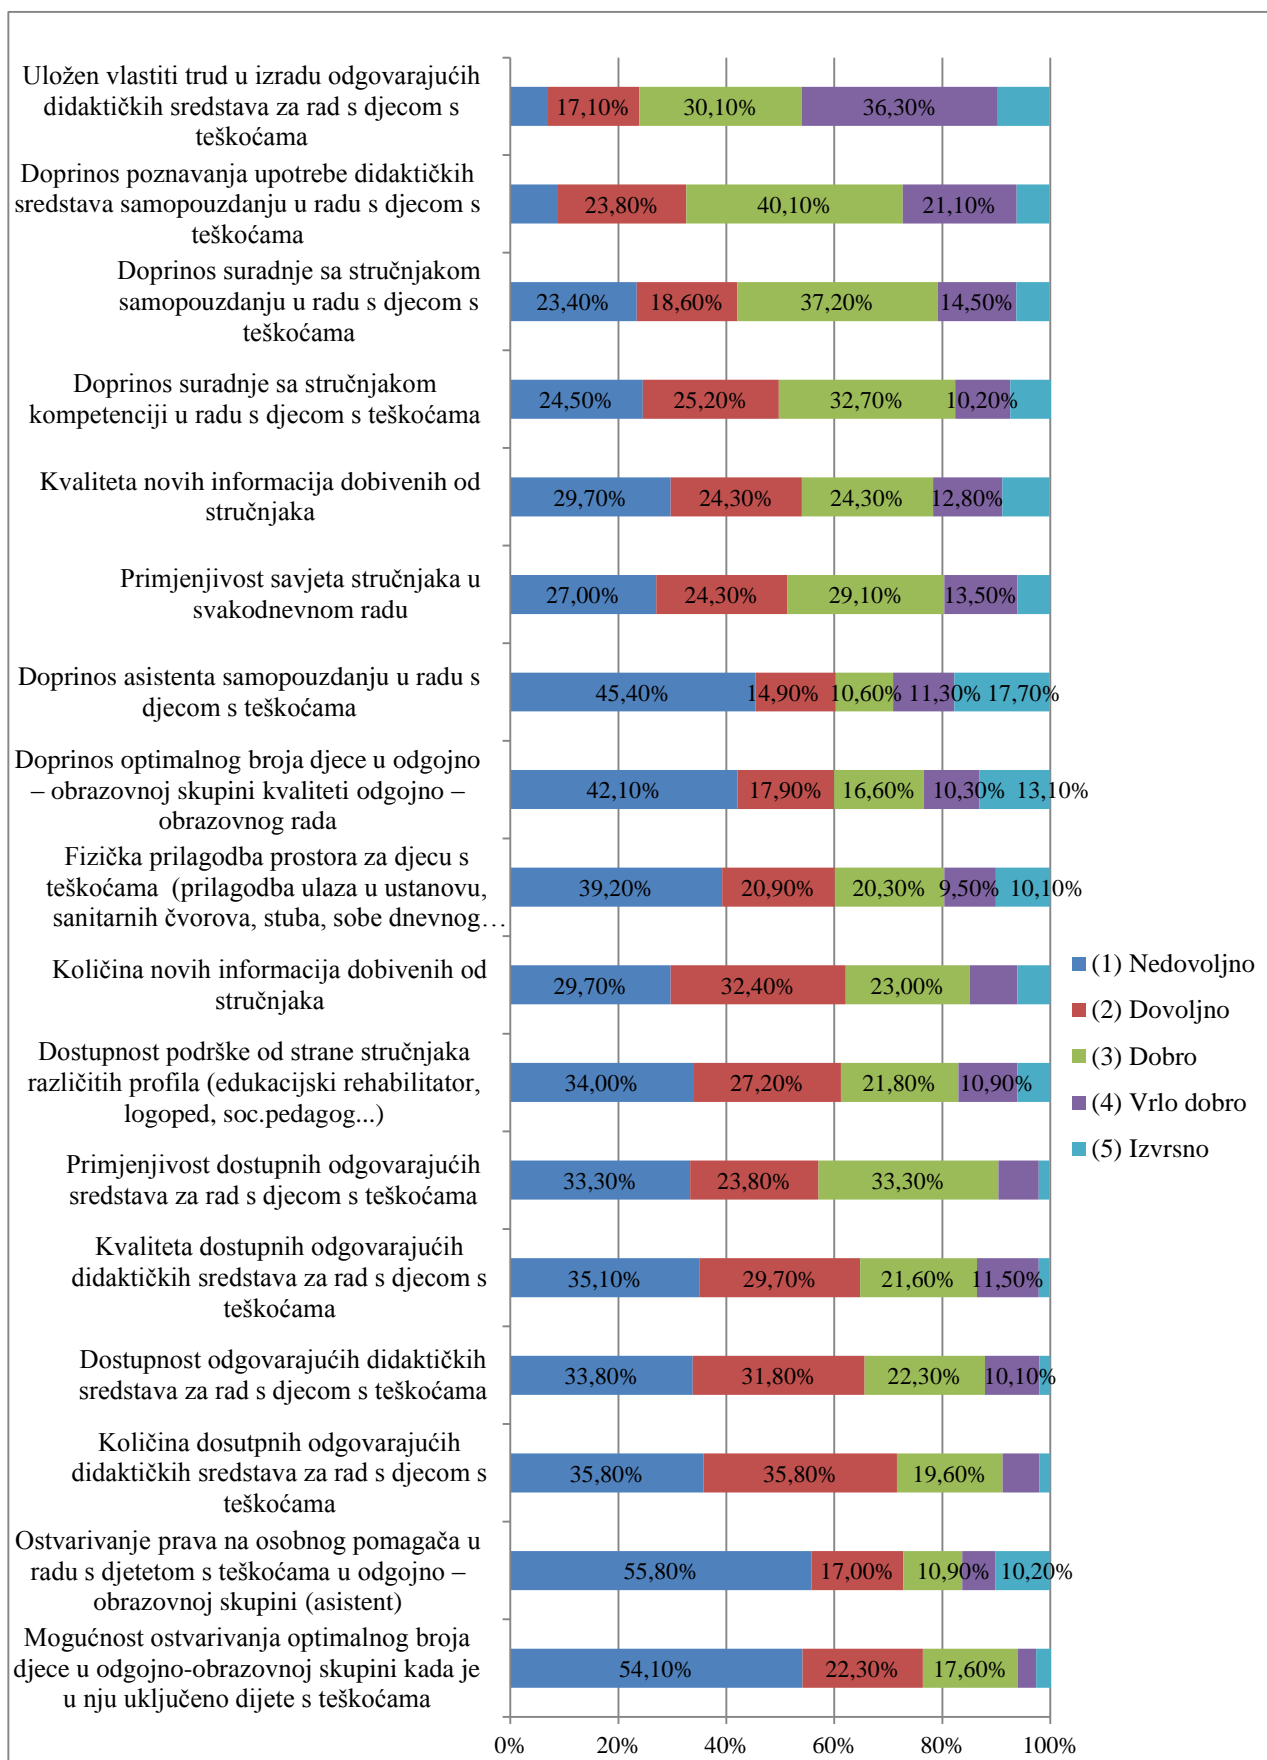 Uložen vlastiti trud u izradu odgovarajućih
didaktičkih sredstava za rad s djecom s
teškoćama
17,10% 30,10% 36,30%
Doprinos poznavanja upotrebe didaktičkih
sredstava samopouzdanju u radu s djecom s
teškoćama
23,80% 40,10% 21,10%
Doprinos suradnje sa stručnjakom
samopouzdanju u radu s djecom s
teškoćama
23,40% 18,60% 37,20% 14,50%
Doprinos suradnje sa stručnjakom
kompetenciji u radu s djecom s teškoćama
24,50% 25,20% 32,70% 10,20%
Kvaliteta novih informacija dobivenih od
stručnjaka
29,70% 24,30% 24,30% 12,80%
Primjenjivost savjeta stručnjaka u
svakodnevnom radu
27,00% 24,30% 29,10% 13,50%
Doprinos asistenta samopouzdanju u radu s
djecom s teškoćama
45,40% 14,90% 10,60% 11,30% 17,70%
Doprinos optimalnog broja djece u odgojno
– obrazovnoj skupini kvaliteti odgojno –
obrazovnog rada
42,10% 17,90% 16,60% 10,30% 13,10%
Fizička prilagodba prostora za djecu s
teškoćama (prilagodba ulaza u ustanovu,
sanitarnih čvorova, stuba, sobe dnevnog…
39,20% 20,90% 20,30% 9,50% 10,10%
Količina novih informacija dobivenih od
stručnjaka
29,70% 32,40% 23,00%
Dostupnost podrške od strane stručnjaka
različitih profila (edukacijski rehabilitator,
logoped, soc.pedagog...)
34,00% 27,20% 21,80% 10,90%
Primjenjivost dostupnih odgovarajućih
sredstava za rad s djecom s teškoćama
33,30% 23,80% 33,30%
Kvaliteta dostupnih odgovarajućih
didaktičkih sredstava za rad s djecom s
teškoćama
35,10% 29,70% 21,60% 11,50%
Dostupnost odgovarajućih didaktičkih
sredstava za rad s djecom s teškoćama
33,80% 31,80% 22,30% 10,10%
Količina dosutpnih odgovarajućih
didaktičkih sredstava za rad s djecom s
teškoćama
35,80% 35,80% 19,60%
Ostvarivanje prava na osobnog pomagača u
radu s djetetom s teškoćama u odgojno –
obrazovnoj skupini (asistent)
55,80% 17,00% 10,90% 10,20%
Mogućnost ostvarivanja optimalnog broja
djece u odgojno-obrazovnoj skupini kada je
u nju uključeno dijete s teškoćama
54,10% 22,30% 17,60%
0% 20% 40% 60% 80% 100%
(1) Nedovoljno
(2) Dovoljno
(3) Dobro
(4) Vrlo dobro
(5) Izvrsno